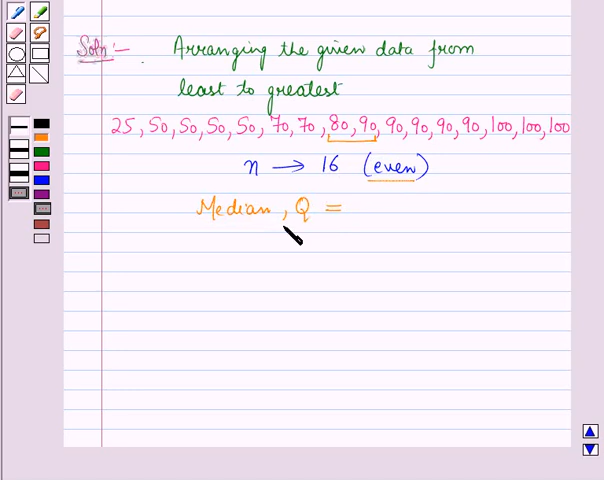 Soln:- Arranging the given data from
least to greatest
25, 50, 50, 50, 50, 70, 70, 80, 90, 90, 90, 90, 90, 100, 100, 100
n → 16 (even)
Median, Q =